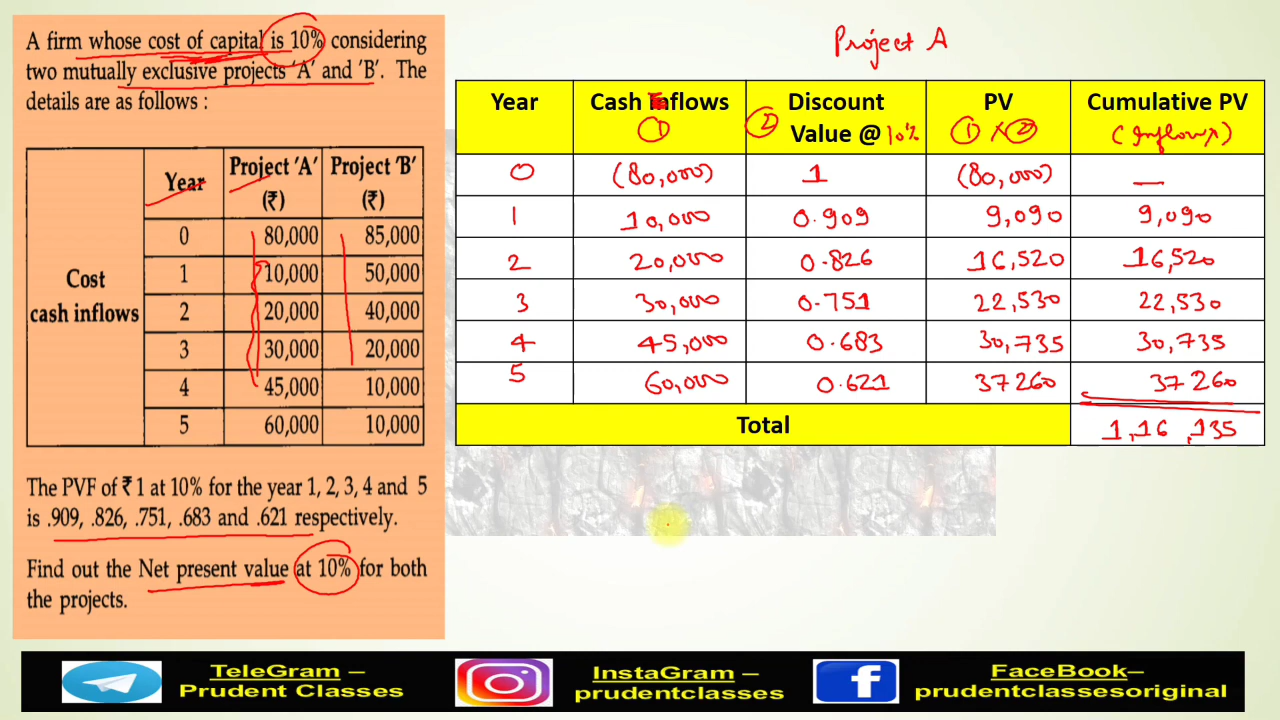 A firm whose cost of capital is 10% considering
two mutually exclusive projects 'A' and 'B'. The
details are as follows :
Year Project 'A' (₹) Project 'B' (₹)
Cost
cash inflows
0 80,000 85,000
1 10,000 50,000
2 20,000 40,000
3 30,000 20,000
4 45,000 10,000
5 60,000 10,000
The PVF of ₹ 1 at 10% for the year 1, 2, 3, 4 and 5
is .909, .826, .751, .683 and .621 respectively.
Find out the Net present value at 10% for both
the projects.
Project A
Year Cash flows ① ② Discount Value @ 10% PV ① × ② Cumulative PV (Inflows)
0 (80,000) 1 (80,000) —
1 10,000 0.909 9,090 9,090
2 20,000 0.826 16,520 16,520
3 30,000 0.751 22,530 22,530
4 45,000 0.683 30,735 30,735
5 60,000 0.621 37260 37260
Total 1,16,135
TeleGram –
Prudent Classes
InstaGram –
prudentclasses
FaceBook–
prudentclassesoriginal